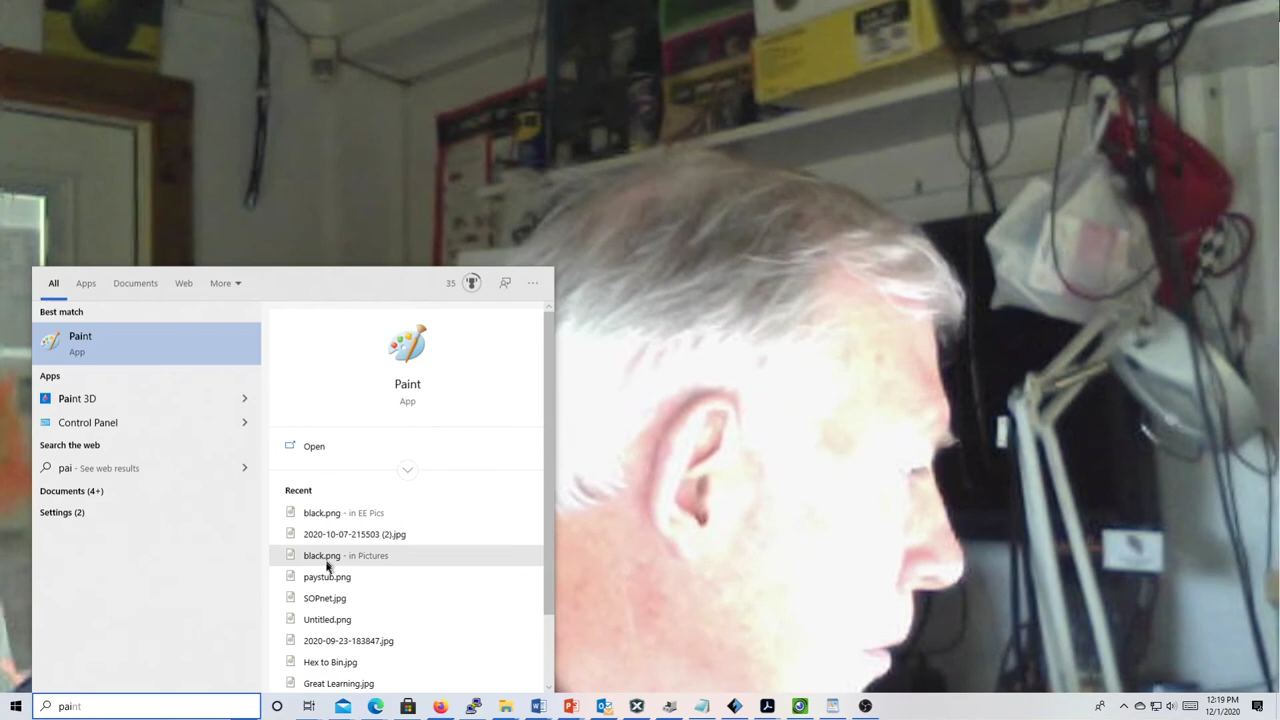 All Apps Documents Web More 35 ...
Best match
Paint
App
Apps
Paint 3D
Control Panel
Search the web
pai - See web results
Documents (4+)
Settings (2)
Paint
App
Open
Recent
black.png - in EE Pics
2020-10-07-215503 (2).jpg
black.png - in Pictures
paystub.png
SOPnet.jpg
Untitled.png
2020-09-23-183847.jpg
Hex to Bin.jpg
Great Learning.jpg
paint
12:19 PM
12/1/2020